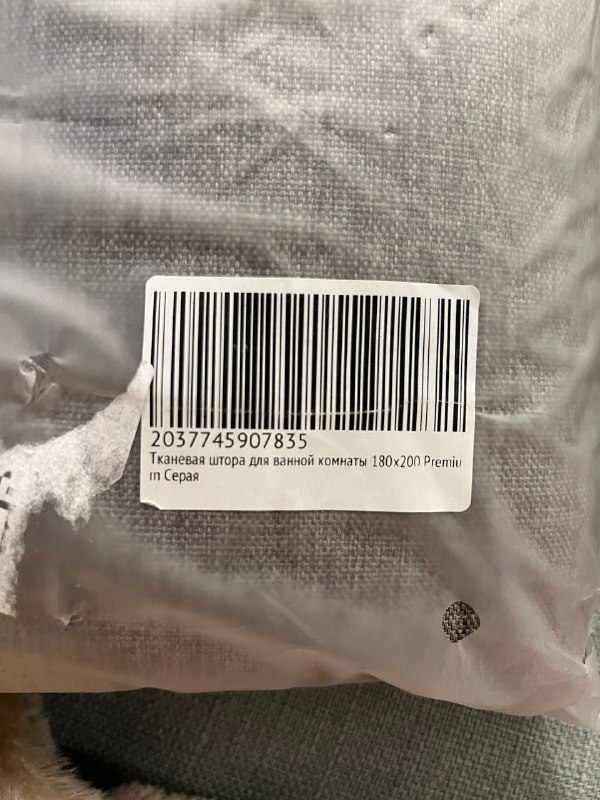 2037745907835
Тканевая штора для ванной комнаты 180x200 Premiu
m Серая